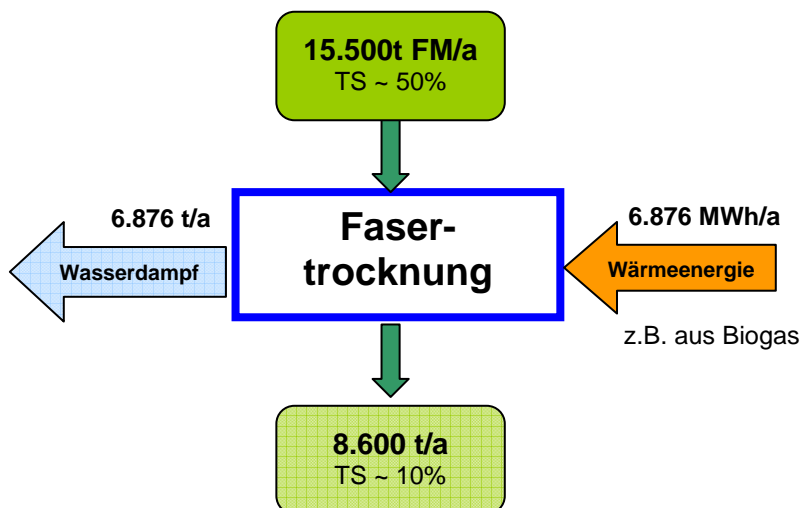 15.500t FM/a
TS ~ 50%
6.876 t/a
Wasserdampf
Faser-
trocknung
6.876 MWh/a
Wärmeenergie
z.B. aus Biogas
8.600 t/a
TS ~ 10%